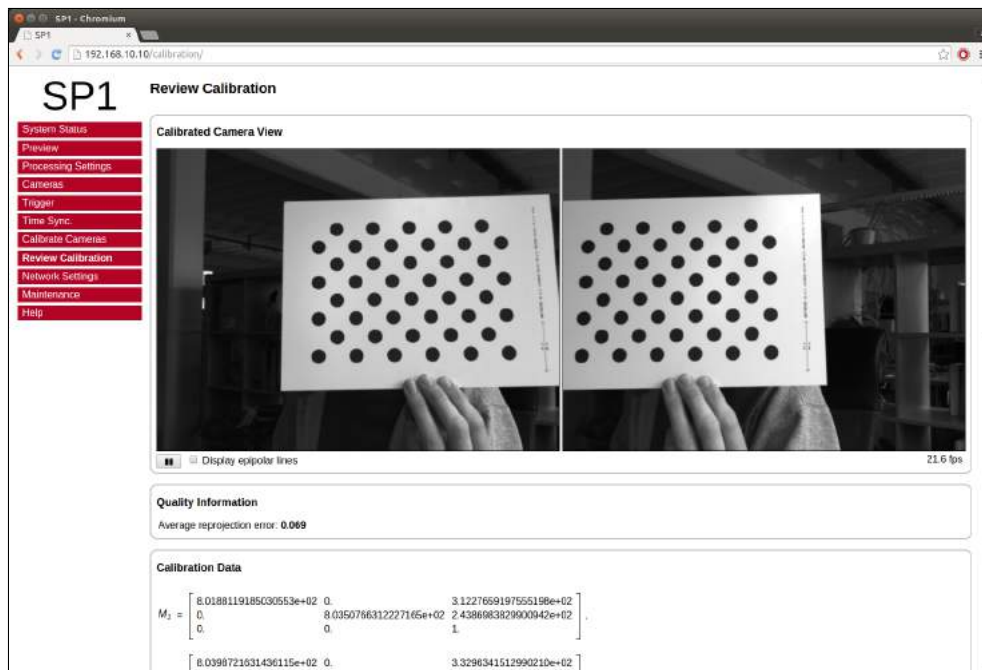 SP1 - Chromium
SP1
192.168.10.10/calibration/
SP1
Review Calibration
System Status
Preview
Processing Settings
Cameras
Trigger
Time Sync.
Calibrate Cameras
Review Calibration
Network Settings
Maintenance
Help
Calibrated Camera View
Display epipolar lines
21.6 fps
Quality Information
Average reprojection error: 0.069
Calibration Data
8.0188119185030553e+02 0. 3.1227659197555198e+02
M₁ = 0. 8.0350766312227165e+02 2.4386983829900942e+02 ,
0. 0. 1.
8.0398721631436115e+02 0. 3.3296341512990210e+02